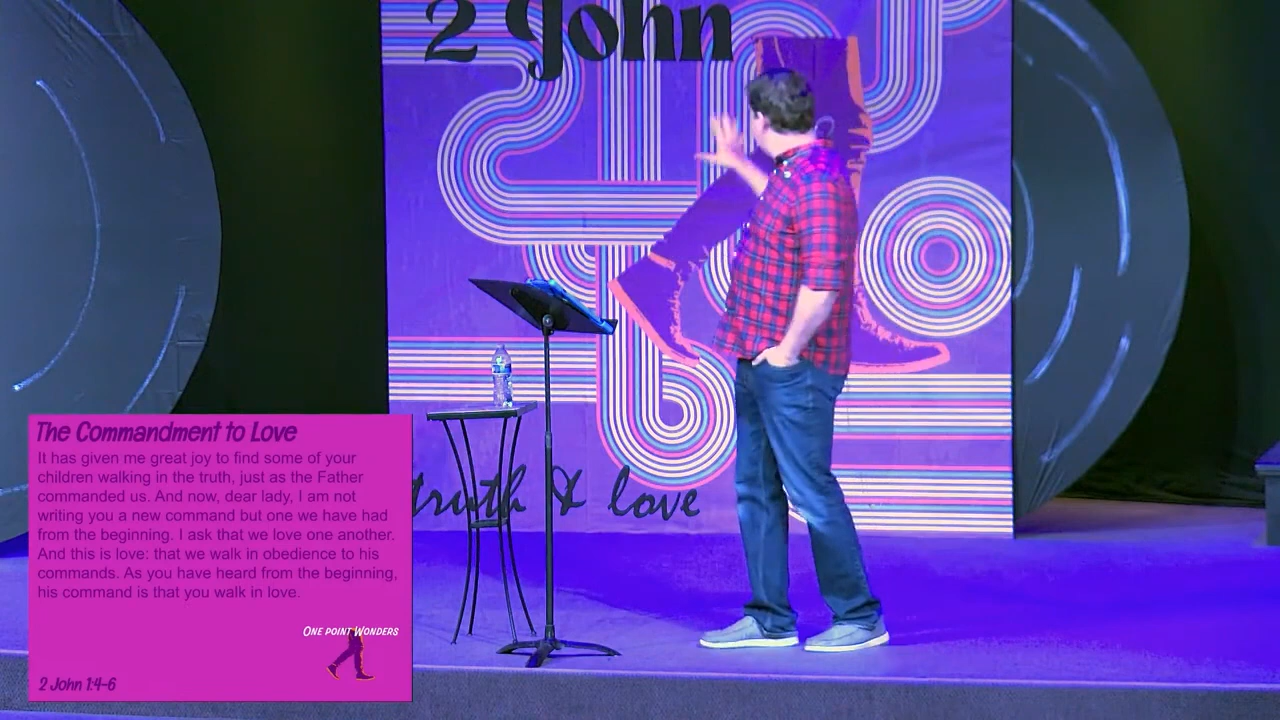 2 John
truth & love
The Commandment to Love
It has given me great joy to find some of your
children walking in the truth, just as the Father
commanded us. And now, dear lady, I am not
writing you a new command but one we have had
from the beginning. I ask that we love one another.
And this is love: that we walk in obedience to his
commands. As you have heard from the beginning,
his command is that you walk in love.
One point Wonders
2 John 1:4-6